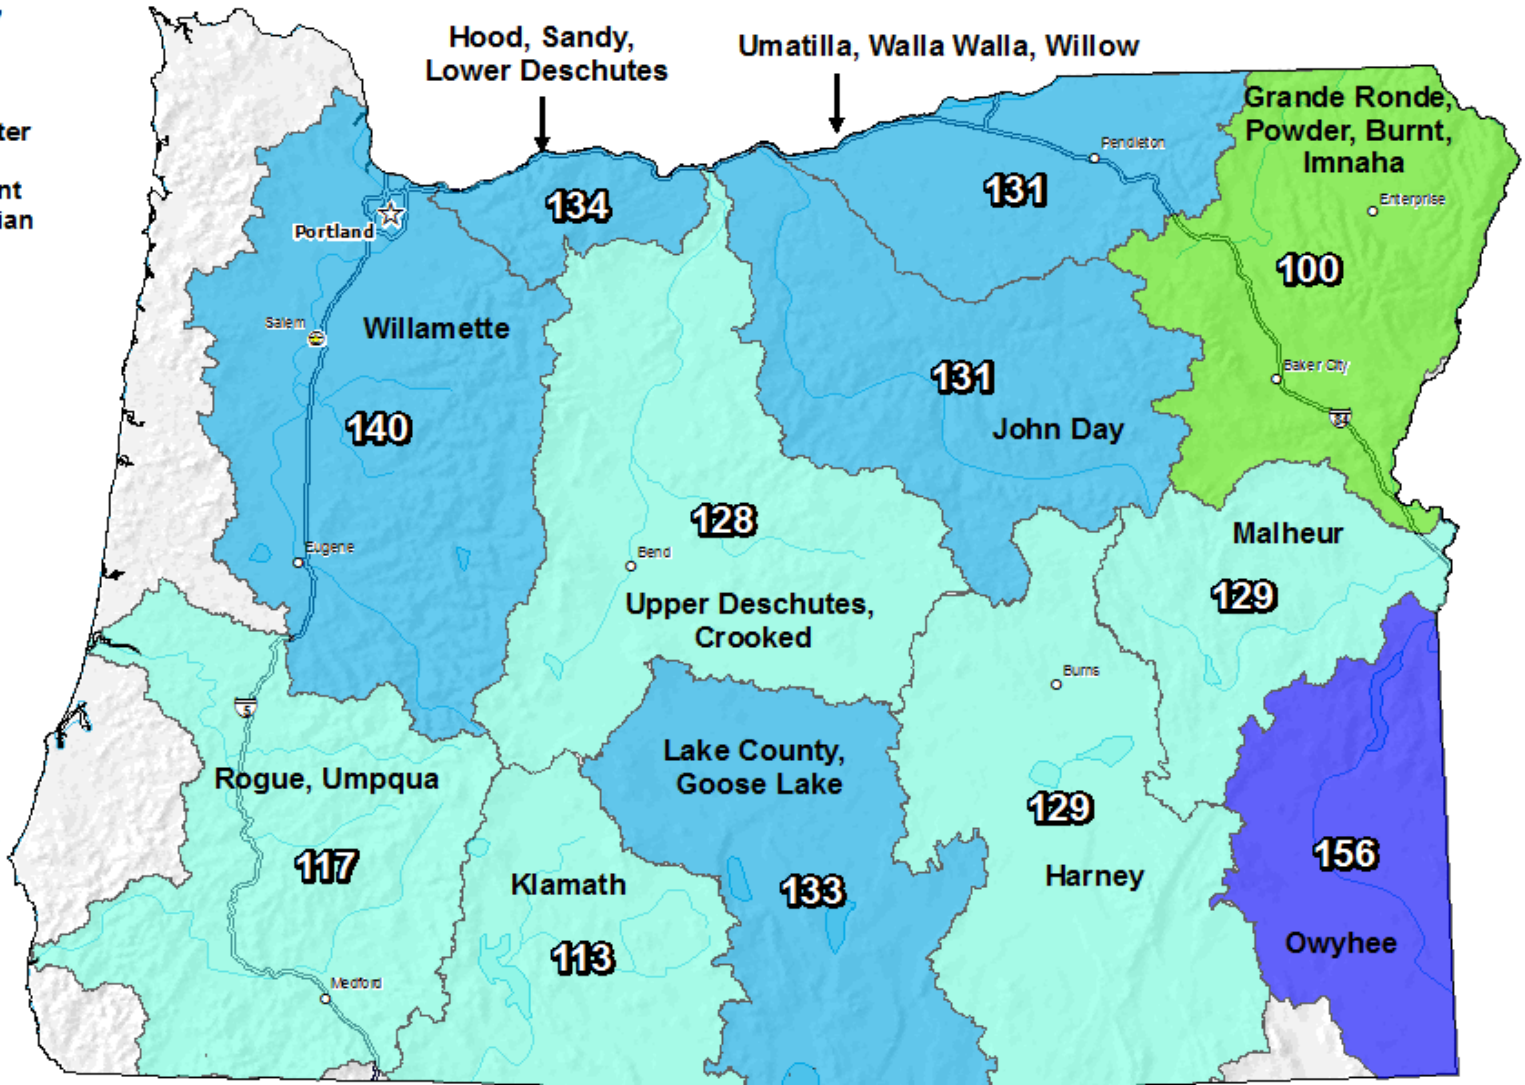 Hood, Sandy,
Lower Deschutes
Umatilla, Walla Walla, Willow
Grande Ronde,
Powder, Burnt,
Imnaha
Pendleton
Enterprise
134
131
100
Portland
Salem
Willamette
140
131
John Day
Baker City
84
128
Bend
Upper Deschutes,
Crooked
Eugene
Malheur
129
Burns
5
Rogue, Umpqua
117
Lake County,
Goose Lake
133
Klamath
113
129
Harney
156
Owyhee
Medford